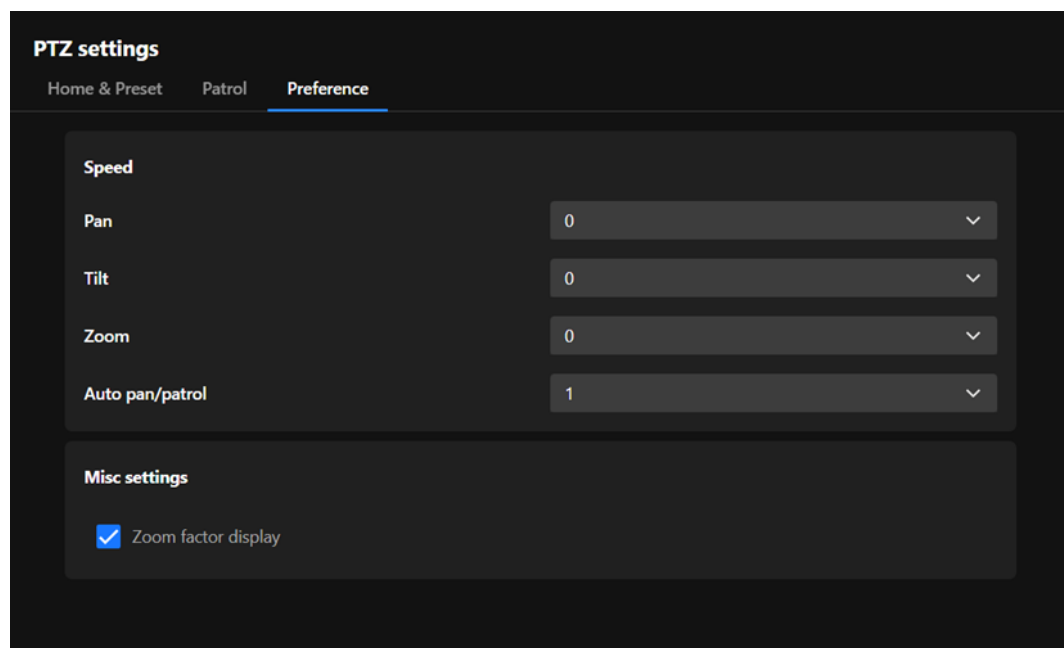 PTZ settings
Home & Preset Patrol Preference
Speed
Pan 0
Tilt 0
Zoom 0
Auto pan/patrol 1
Misc settings
Zoom factor display